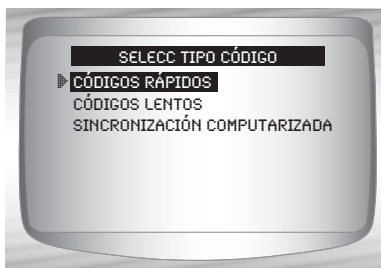 SELECC TIPO CÓDIGO
CÓDIGOS RÁPIDOS
CÓDIGOS LENTOS
SINCRONIZACIÓN COMPUTARIZADA